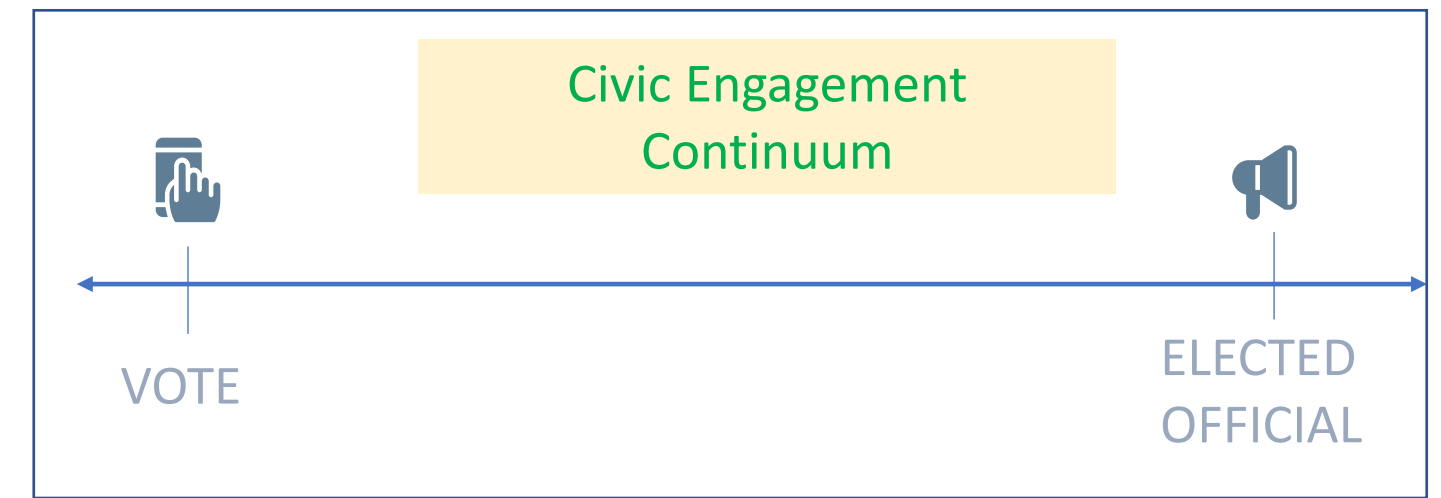 Civic Engagement
Continuum
VOTE
ELECTED
OFFICIAL